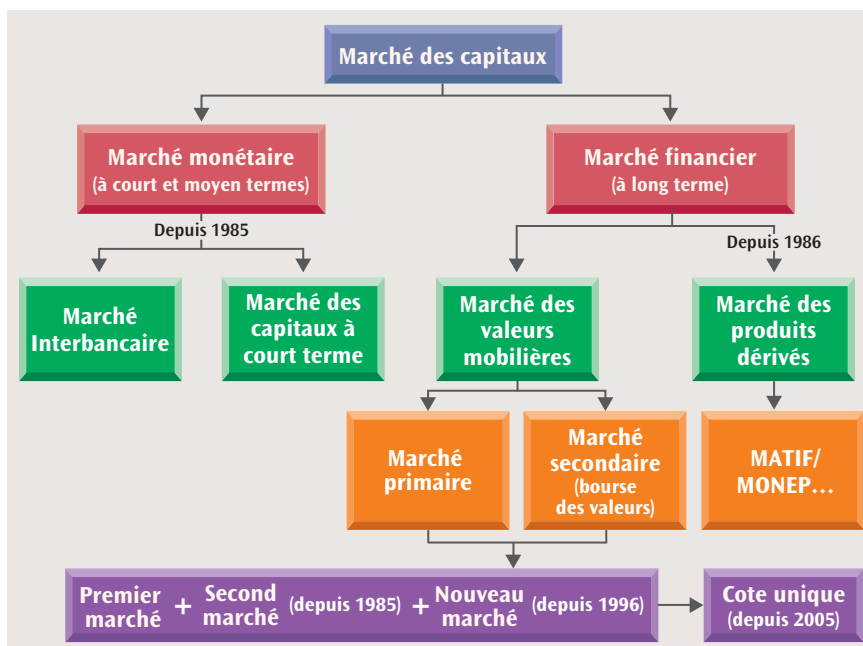 Marché des capitaux
Marché monétaire
(à court et moyen termes)
Marché financier
(à long terme)
Depuis 1985
Depuis 1986
Marché
Interbancaire
Marché des
capitaux à
court terme
Marché des
valeurs
mobilières
Marché des
produits
dérivés
Marché
primaire
Marché
secondaire
(bourse
des valeurs)
MATIF/
MONEP...
Premier
marché
+
Second
marché
(depuis 1985)
+
Nouveau
marché
(depuis 1996)
Cote unique
(depuis 2005)